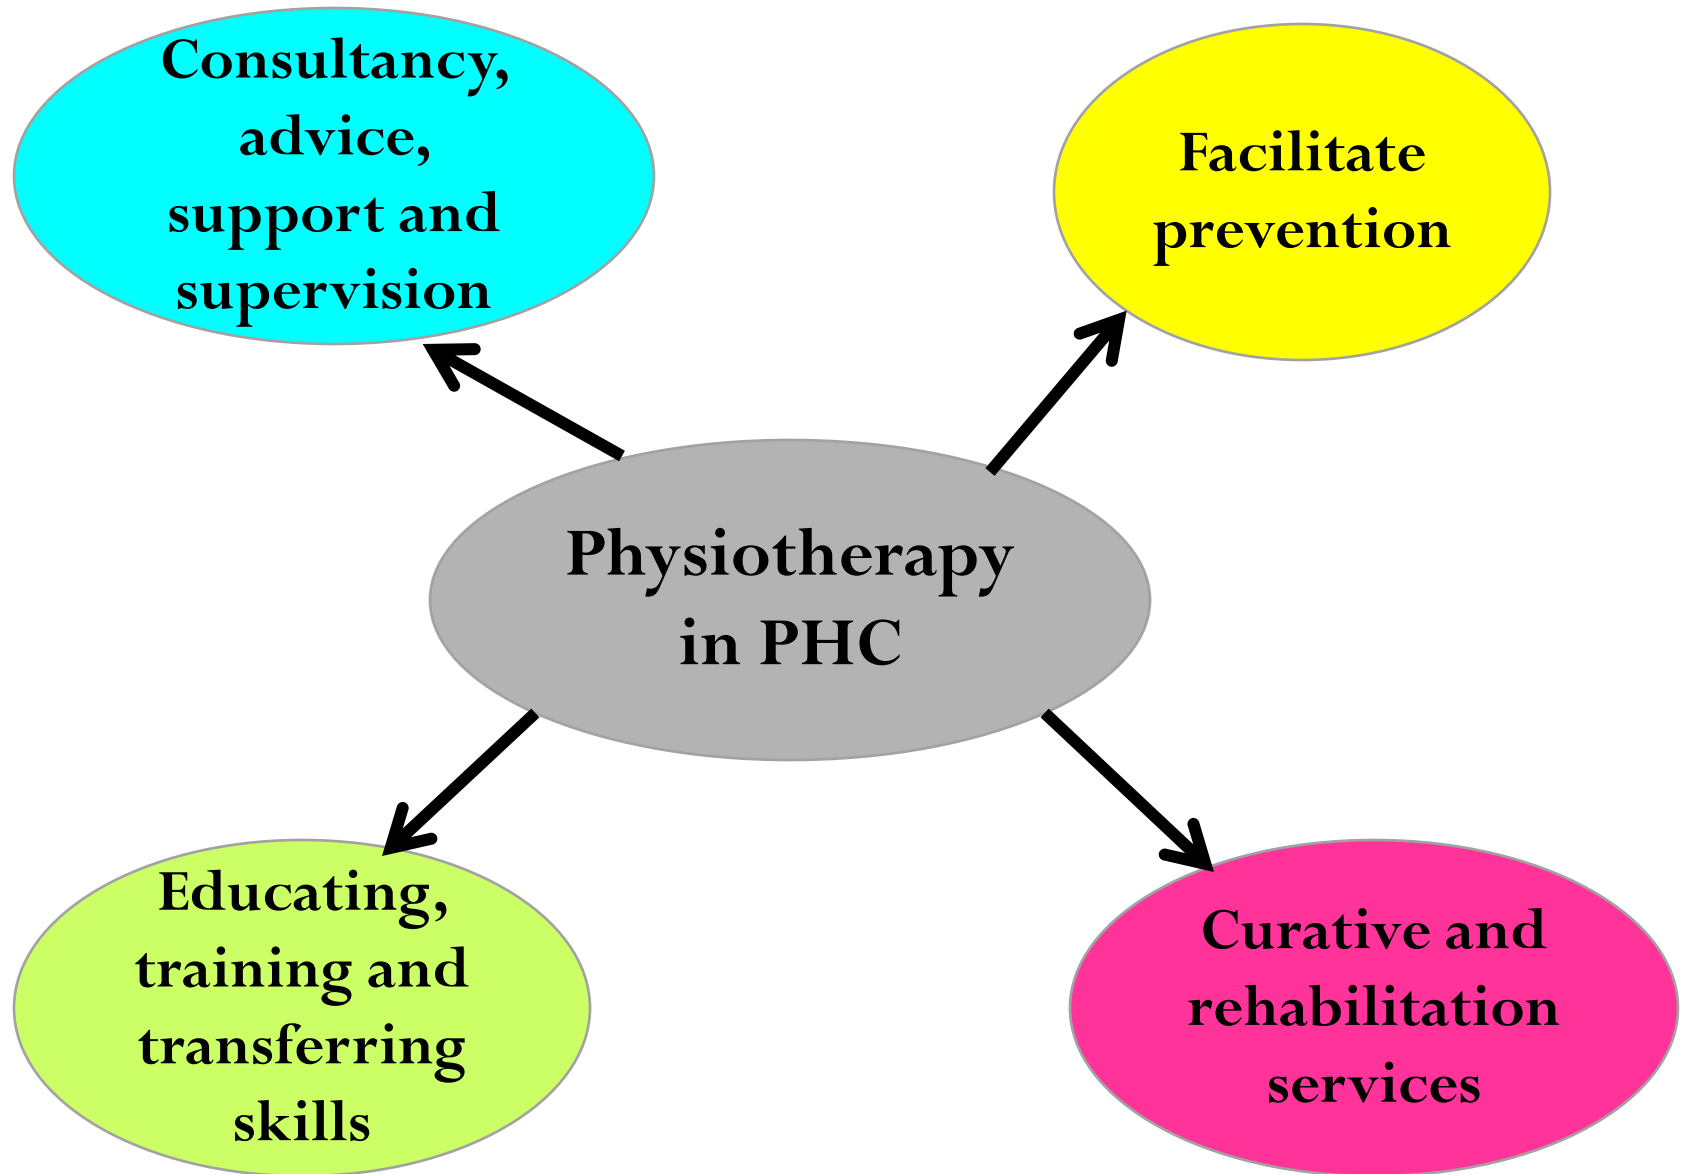 Consultancy,
advice,
support and
supervision
Facilitate
prevention
Physiotherapy
in PHC
Educating,
training and
transferring
skills
Curative and
rehabilitation
services